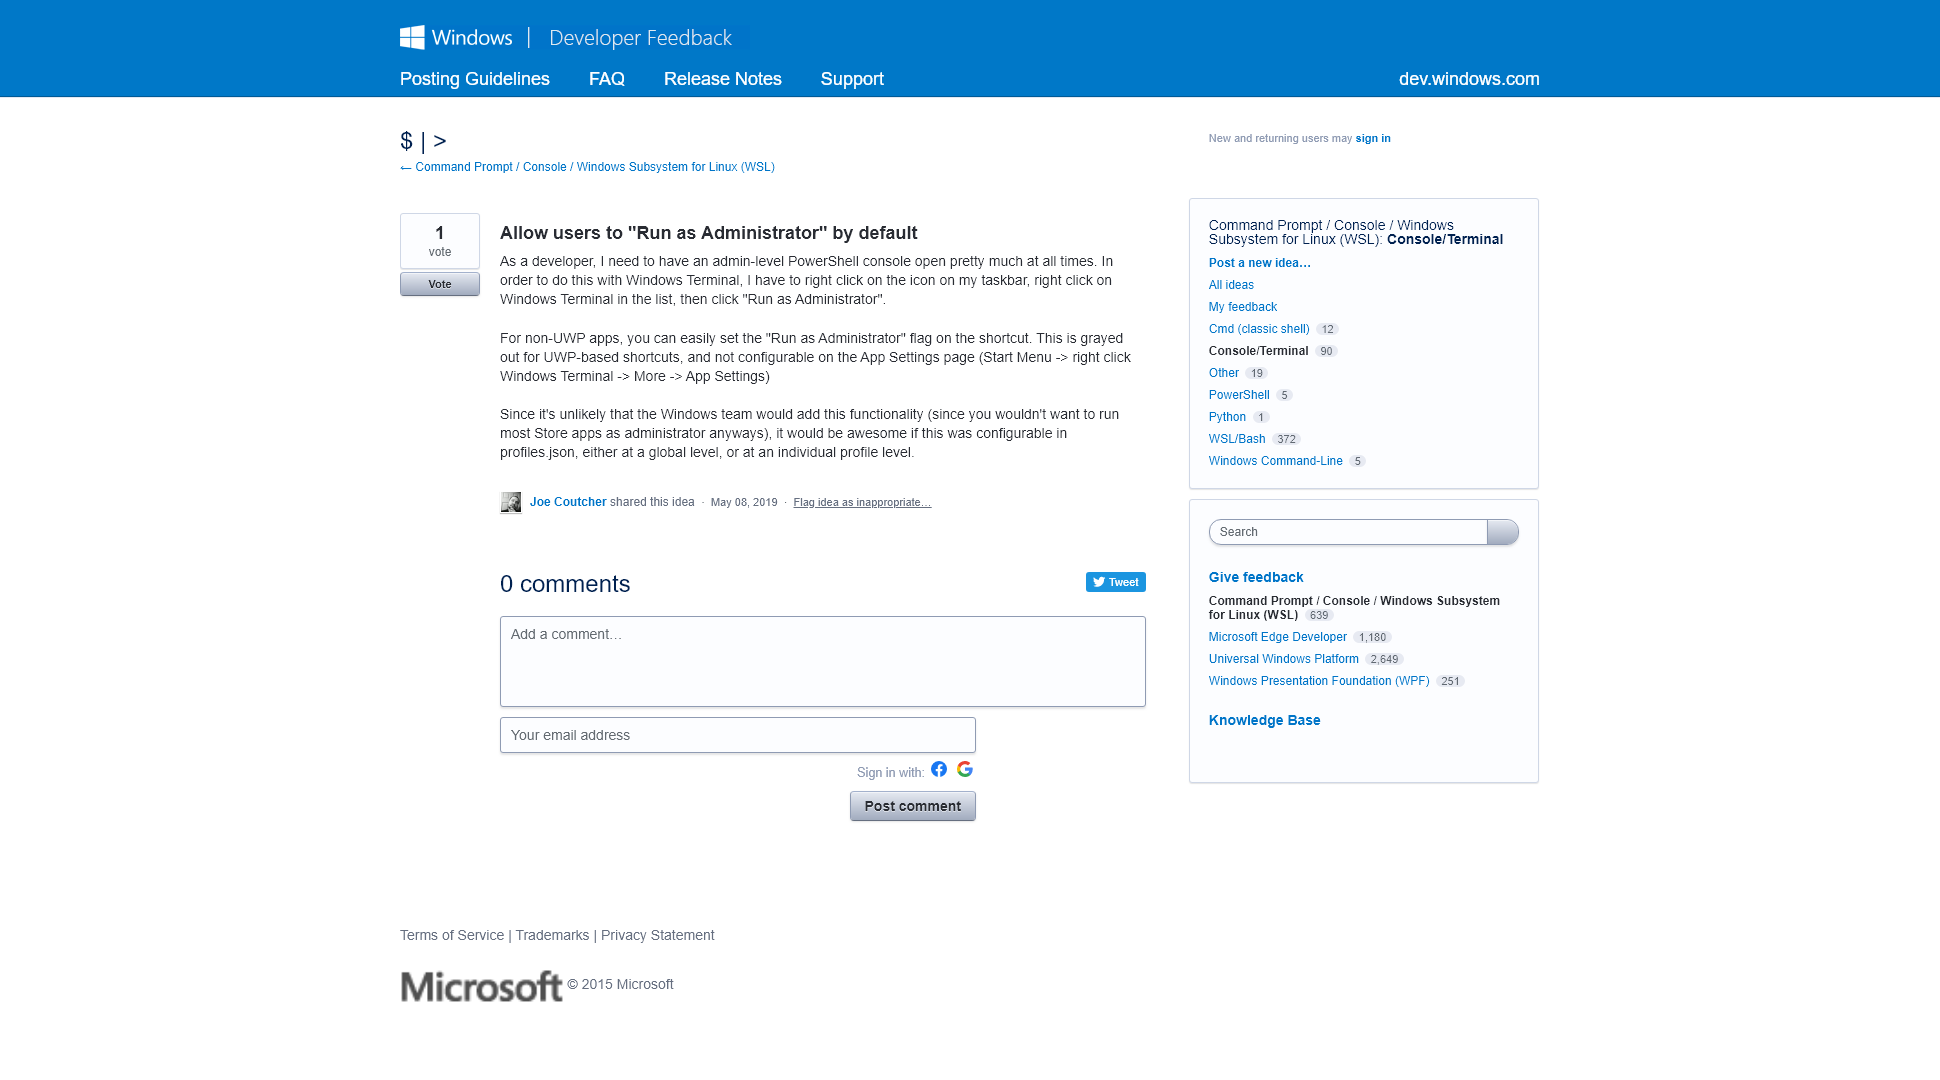 Windows | Developer Feedback
Posting Guidelines FAQ Release Notes Support dev.windows.com
$ | >
← Command Prompt / Console / Windows Subsystem for Linux (WSL)
New and returning users may sign in
1
vote
Vote
Allow users to "Run as Administrator" by default
As a developer, I need to have an admin-level PowerShell console open pretty much at all times. In
order to do this with Windows Terminal, I have to right click on the icon on my taskbar, right click on
Windows Terminal in the list, then click "Run as Administrator".
For non-UWP apps, you can easily set the "Run as Administrator" flag on the shortcut. This is grayed
out for UWP-based shortcuts, and not configurable on the App Settings page (Start Menu -> right click
Windows Terminal -> More -> App Settings)
Since it's unlikely that the Windows team would add this functionality (since you wouldn't want to run
most Store apps as administrator anyways), it would be awesome if this was configurable in
profiles.json, either at a global level, or at an individual profile level.
Joe Coutcher shared this idea · May 08, 2019 · Flag idea as inappropriate…
0 comments
Tweet
Add a comment…
Your email address
Sign in with:
Post comment
Command Prompt / Console / Windows
Subsystem for Linux (WSL): Console/Terminal
Post a new idea…
All ideas
My feedback
Cmd (classic shell) 12
Console/Terminal 90
Other 19
PowerShell 5
Python 1
WSL/Bash 372
Windows Command-Line 5
Search
Give feedback
Command Prompt / Console / Windows Subsystem
for Linux (WSL) 639
Microsoft Edge Developer 1,180
Universal Windows Platform 2,649
Windows Presentation Foundation (WPF) 251
Knowledge Base
Terms of Service | Trademarks | Privacy Statement
Microsoft © 2015 Microsoft